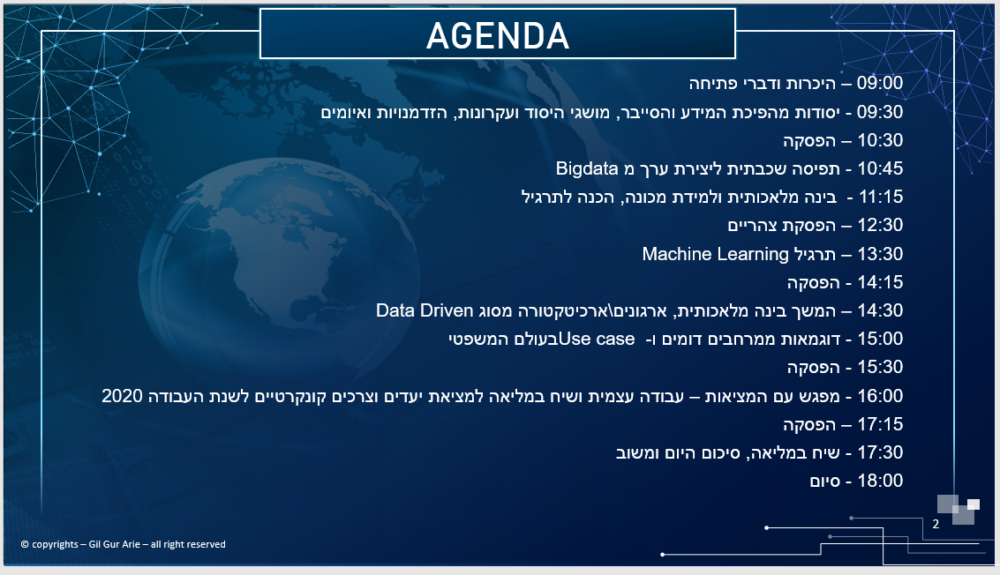 AGENDA
09:00 – היכרות ודברי פתיחה
09:30 - יסודות מהפיכת המידע והסייבר, מושגי היסוד ועקרונות, הזדמנויות ואיומים
10:30 – הפסקה
10:45 - תפיסה שכבתית ליצירת ערך מ Bigdata
11:15 - בינה מלאכותית ולמידת מכונה, הכנה לתרגיל
12:30 – הפסקת צהריים
13:30 – תרגיל Machine Learning
14:15 - הפסקה
14:30 – המשך בינה מלאכותית, ארגונים\ארכיטקטורה מסוג Data Driven
15:00 - דוגמאות ממרחבים דומים ו- Use caseבעולם המשפטי
15:30 - הפסקה
16:00 - מפגש עם המציאות – עבודה עצמית ושיח במליאה למציאת יעדים וצרכים קונקרטיים לשנת העבודה 2020
17:15 – הפסקה
17:30 - שיח במליאה, סיכום היום ומשוב
18:00 - סיום
2
© copyrights – Gil Gur Arie – all right reserved